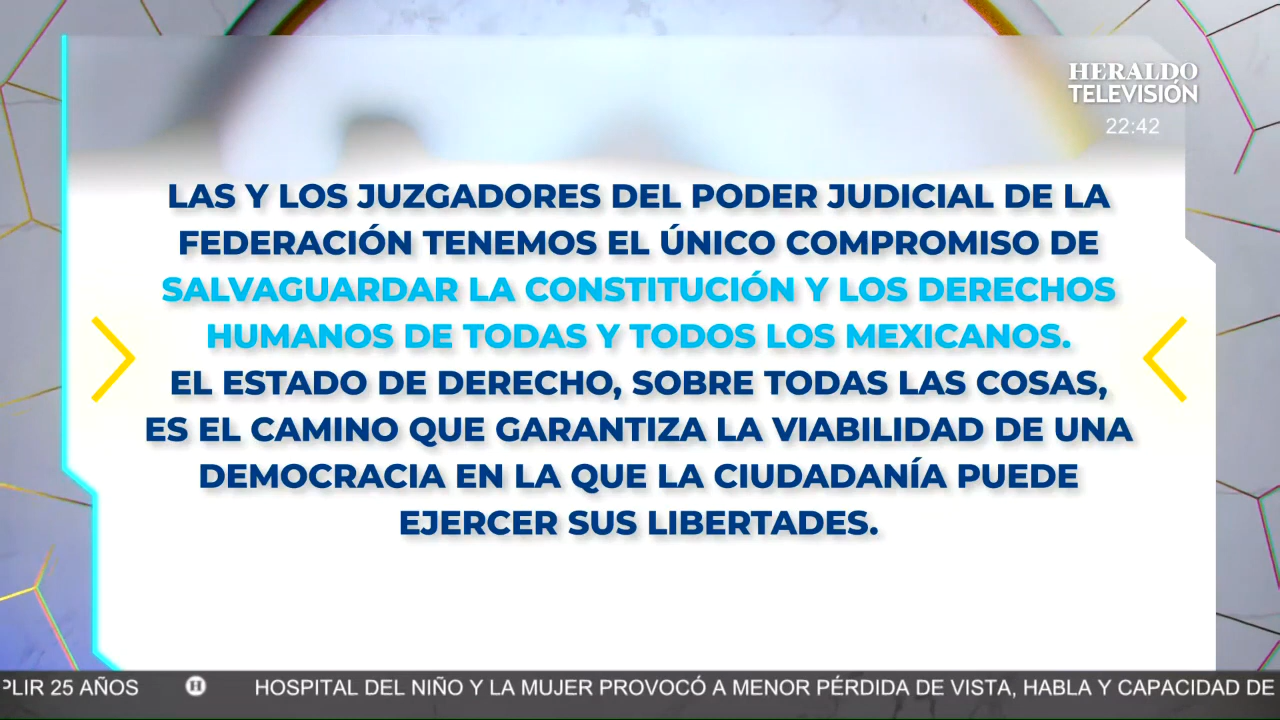 HERALDO
TELEVISIÓN
22:42
LAS Y LOS JUZGADORES DEL PODER JUDICIAL DE LA
FEDERACIÓN TENEMOS EL ÚNICO COMPROMISO DE
SALVAGUARDAR LA CONSTITUCIÓN Y LOS DERECHOS
HUMANOS DE TODAS Y TODOS LOS MEXICANOS.
EL ESTADO DE DERECHO, SOBRE TODAS LAS COSAS,
ES EL CAMINO QUE GARANTIZA LA VIABILIDAD DE UNA
DEMOCRACIA EN LA QUE LA CIUDADANÍA PUEDE
EJERCER SUS LIBERTADES.
PLIR 25 AÑOS H HOSPITAL DEL NIÑO Y LA MUJER PROVOCÓ A MENOR PÉRDIDA DE VISTA, HABLA Y CAPACIDAD DE